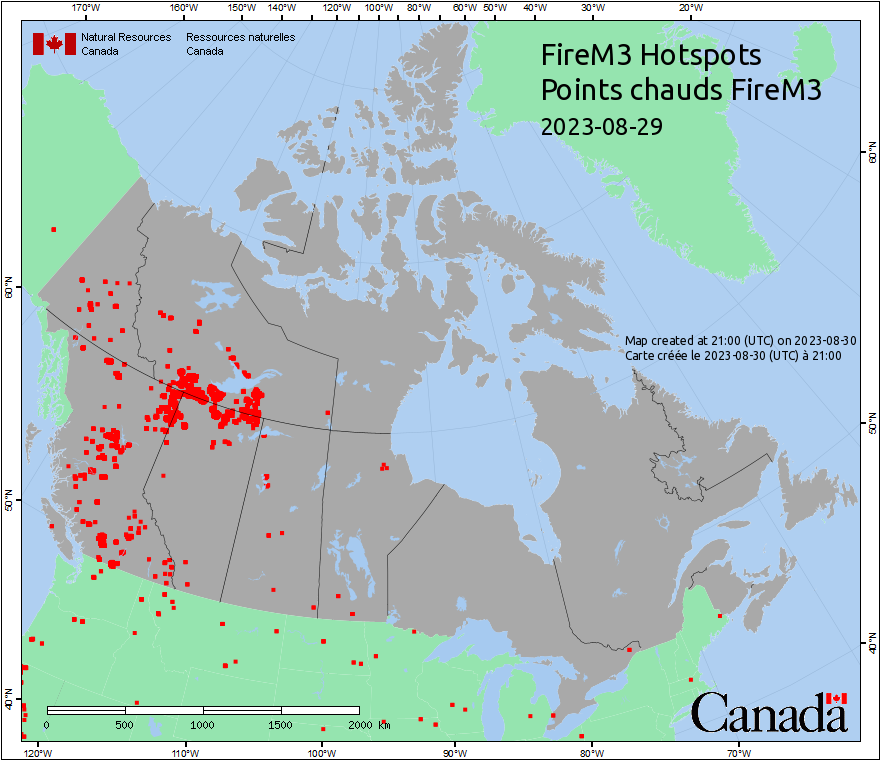 170°W 160°W 150°W 140°W 120°W 100°W 80°W 60°W 50°W 40°W 30°W 20°W
Natural Resources Ressources naturelles
Canada Canada
FireM3 Hotspots
Points chauds FireM3
2023-08-29
60°N
60°N
Map created at 21:00 (UTC) on 2023-08-30
Carte créée le 2023-08-30 (UTC) à 21:00
50°N
50°N
40°N
40°N
Canada
0 500 1000 1500 2000 Km
120°W 110°W 100°W 90°W 80°W 70°W